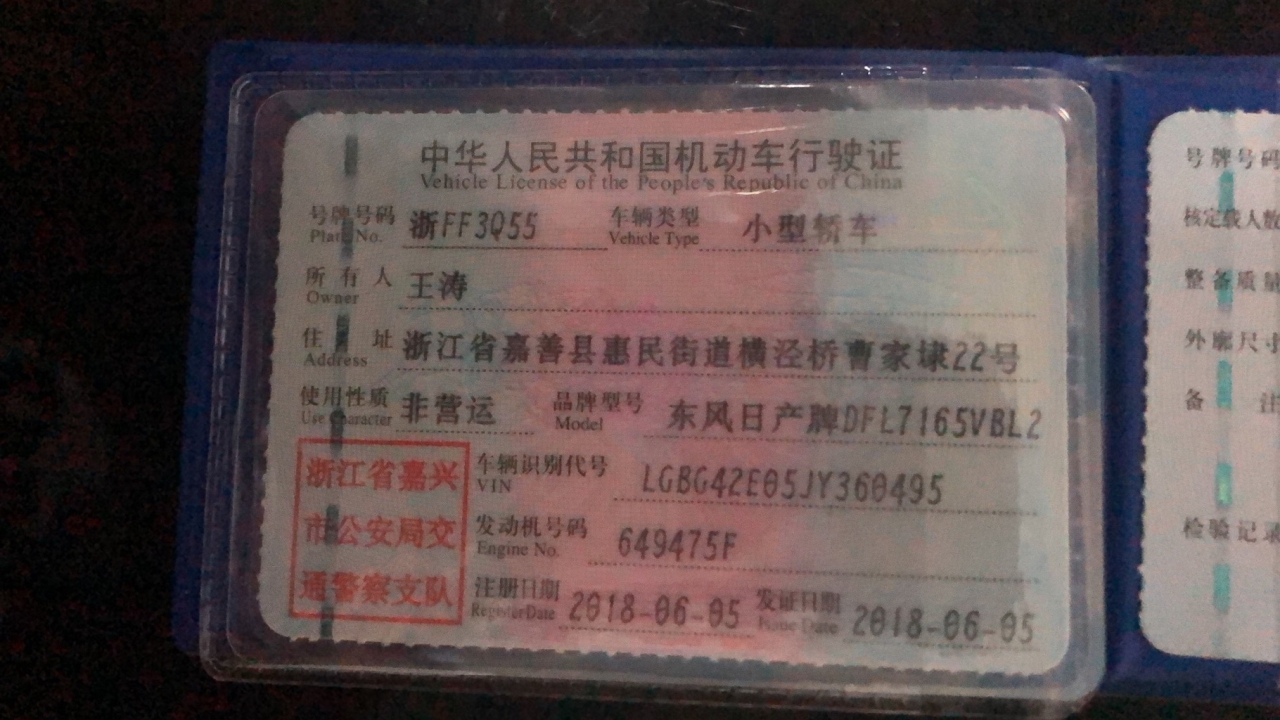 中华人民共和国机动车行驶证
Vehicle License of the People's Republic of China
号牌号码 浙FF3Q55 车辆类型 小型轿车
Plate No. Vehicle Type
所有人 王涛
Owner
住址 浙江省嘉善县惠民街道横泾桥曹家埭22号
Address
使用性质 非营运 品牌型号 东风日产牌DFL7165VBL2
Use Character Model
浙江省嘉兴
市公安局交
通警察支队
车辆识别代号 LGBG42E05JY360495
VIN
发动机号码 649475F
Engine No.
注册日期 2018-06-05 发证日期 2018-06-05
Register Date Issue Date
号牌号码
核定载人数
整备质量
外廓尺寸
备注
检验记录